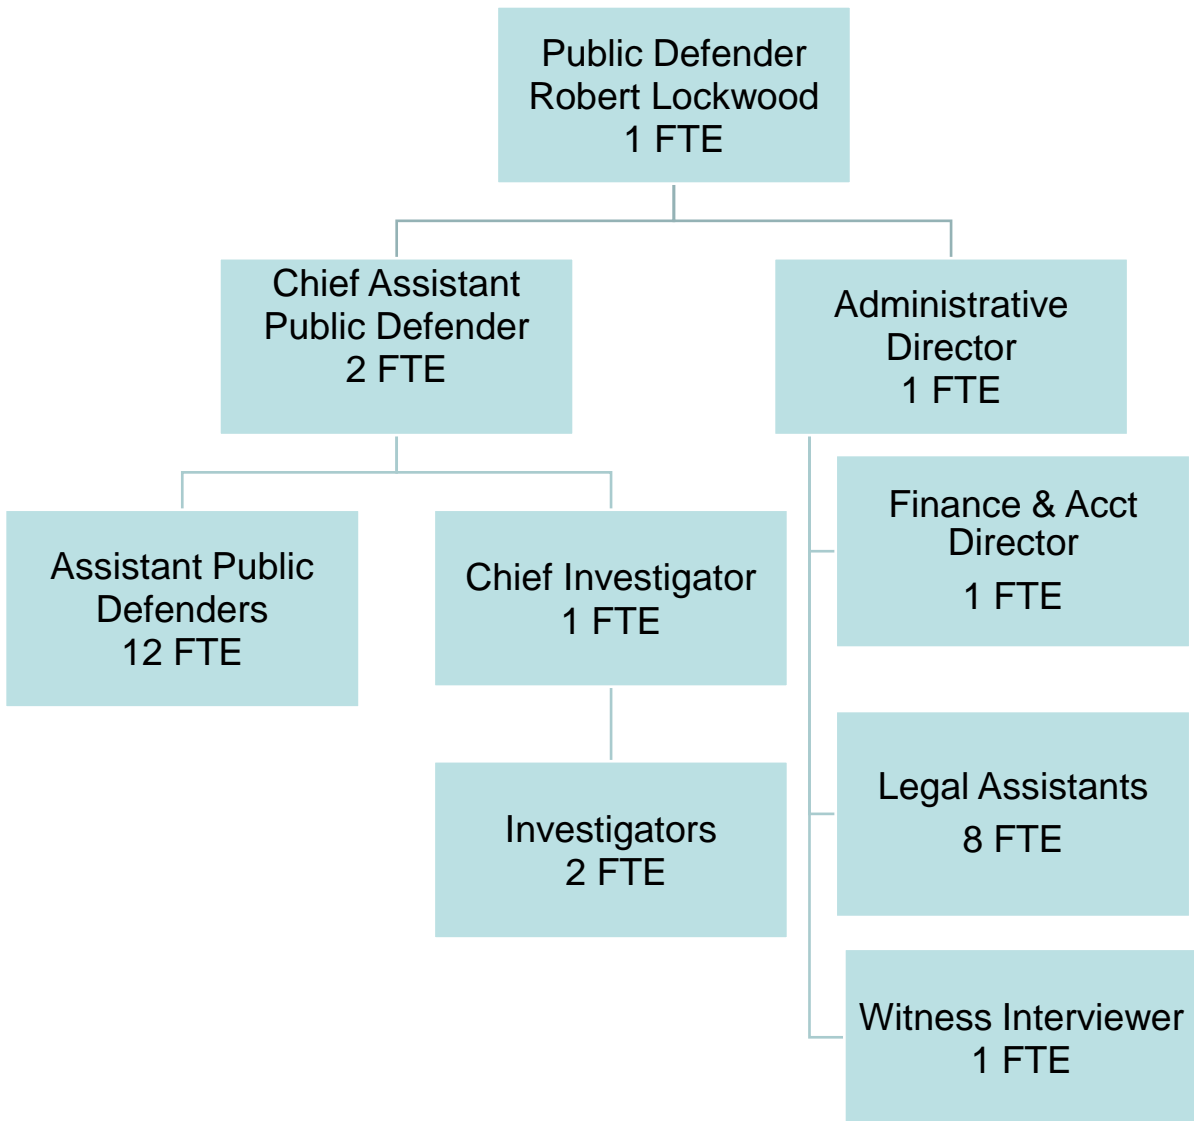 Public Defender
Robert Lockwood
1 FTE
Chief Assistant
Public Defender
2 FTE
Administrative
Director
1 FTE
Assistant Public
Defenders
12 FTE
Chief Investigator
1 FTE
Investigators
2 FTE
Finance & Acct
Director
1 FTE
Legal Assistants
8 FTE
Witness Interviewer
1 FTE